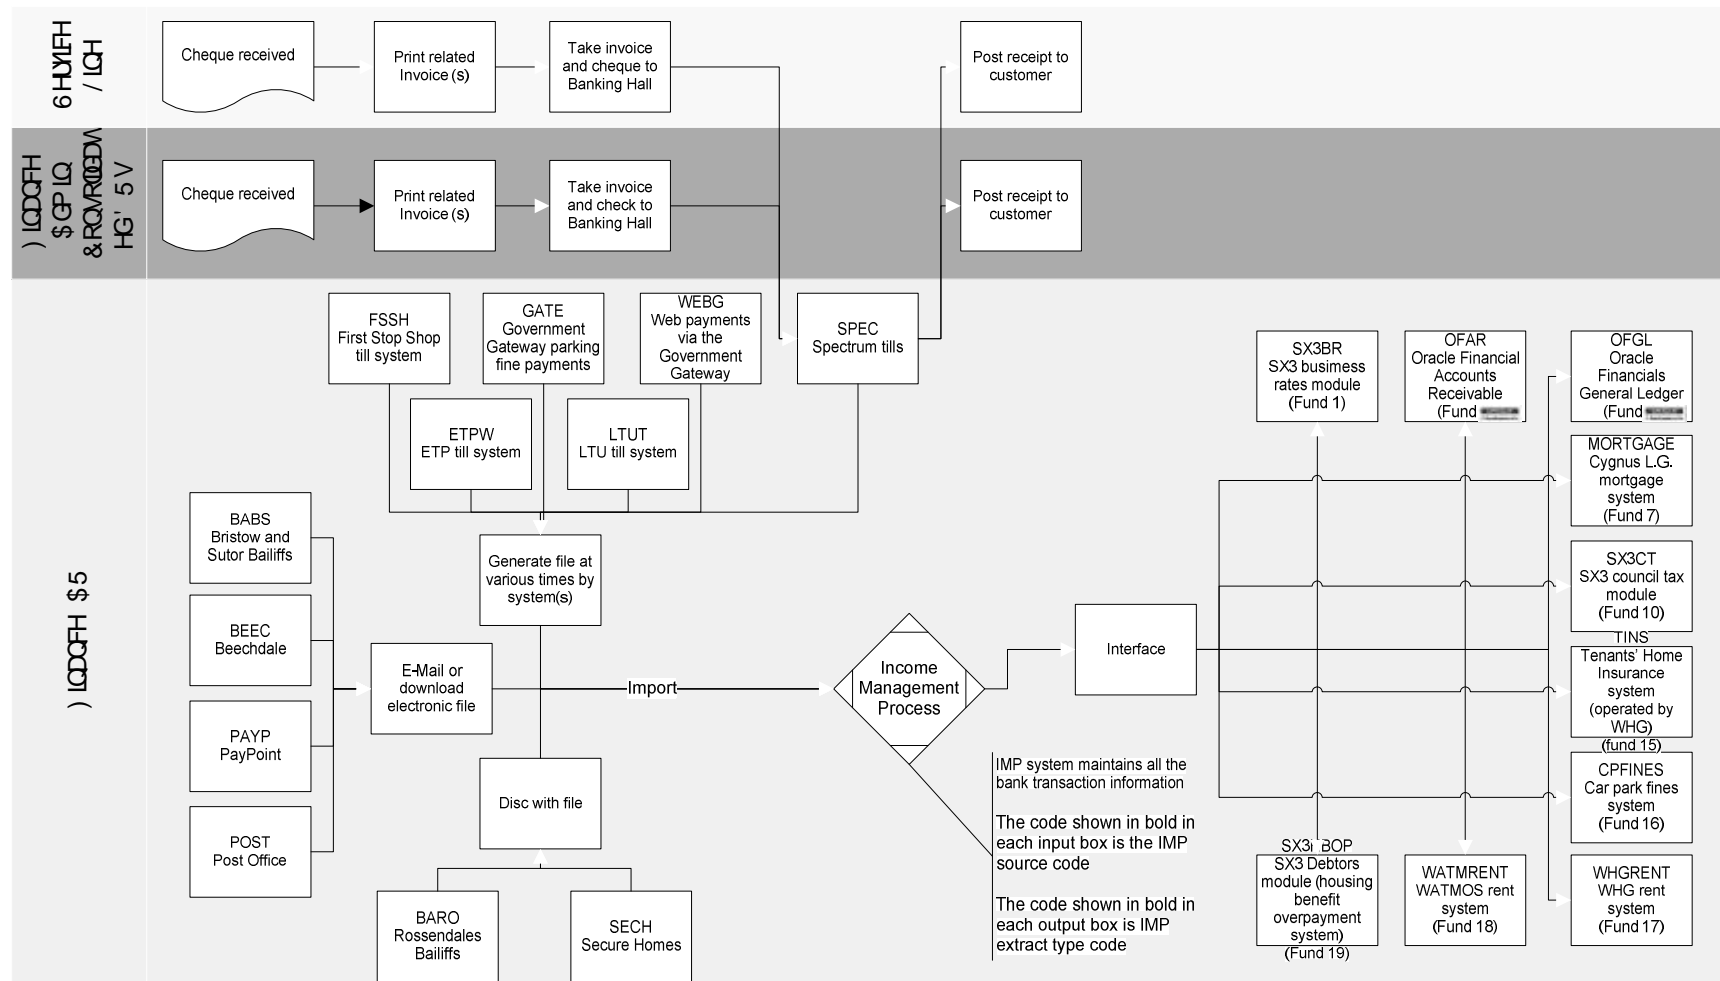 / LQH
Cheque received
Print related
Invoice (s)
Take invoice
and cheque to
Banking Hall
Post receipt to
customer
$ GP LQ
HG' 5 V
Cheque received
Print related
Invoice (s)
Take invoice
and check to
Banking Hall
Post receipt to
customer
$5
FSSH
First Stop Shop
till system
GATE
Government
Gateway parking
fine payments
WEBG
Web payments
via the
Government
Gateway
SPEC
Spectrum tills
ETPW
ETP till system
LTUT
LTU till system
BABS
Bristow and
Sutor Bailiffs
BEEC
Beechdale
PAYP
PayPoint
POST
Post Office
Generate file at
various times by
system(s)
E-Mail or
download
electronic file
Disc with file
BARO
Rossendales
Bailiffs
SECH
Secure Homes
Import
Income
Management
Process
IMP system maintains all the
bank transaction information
The code shown in bold in
each input box is the IMP
source code
The code shown in bold in
each output box is IMP
extract type code
Interface
SX3BR
SX3 business
rates module
(Fund 1)
OFAR
Oracle Financial
Accounts
Receivable
(Fund
OFGL
Oracle
Financials
General Ledger
(Fund
MORTGAGE
Cygnus L.G.
mortgage
system
(Fund 7)
SX3CT
SX3 council tax
module
(Fund 10)
TINS
Tenants' Home
Insurance
system
(operated by
WHG)
(fund 15)
CPFINES
Car park fines
system
(Fund 16)
SX3 Debtors
module (housing
benefit
overpayment
system)
(Fund 19)
WATMRENT
WATMOS rent
system
(Fund 18)
WHGRENT
WHG rent
system
(Fund 17)